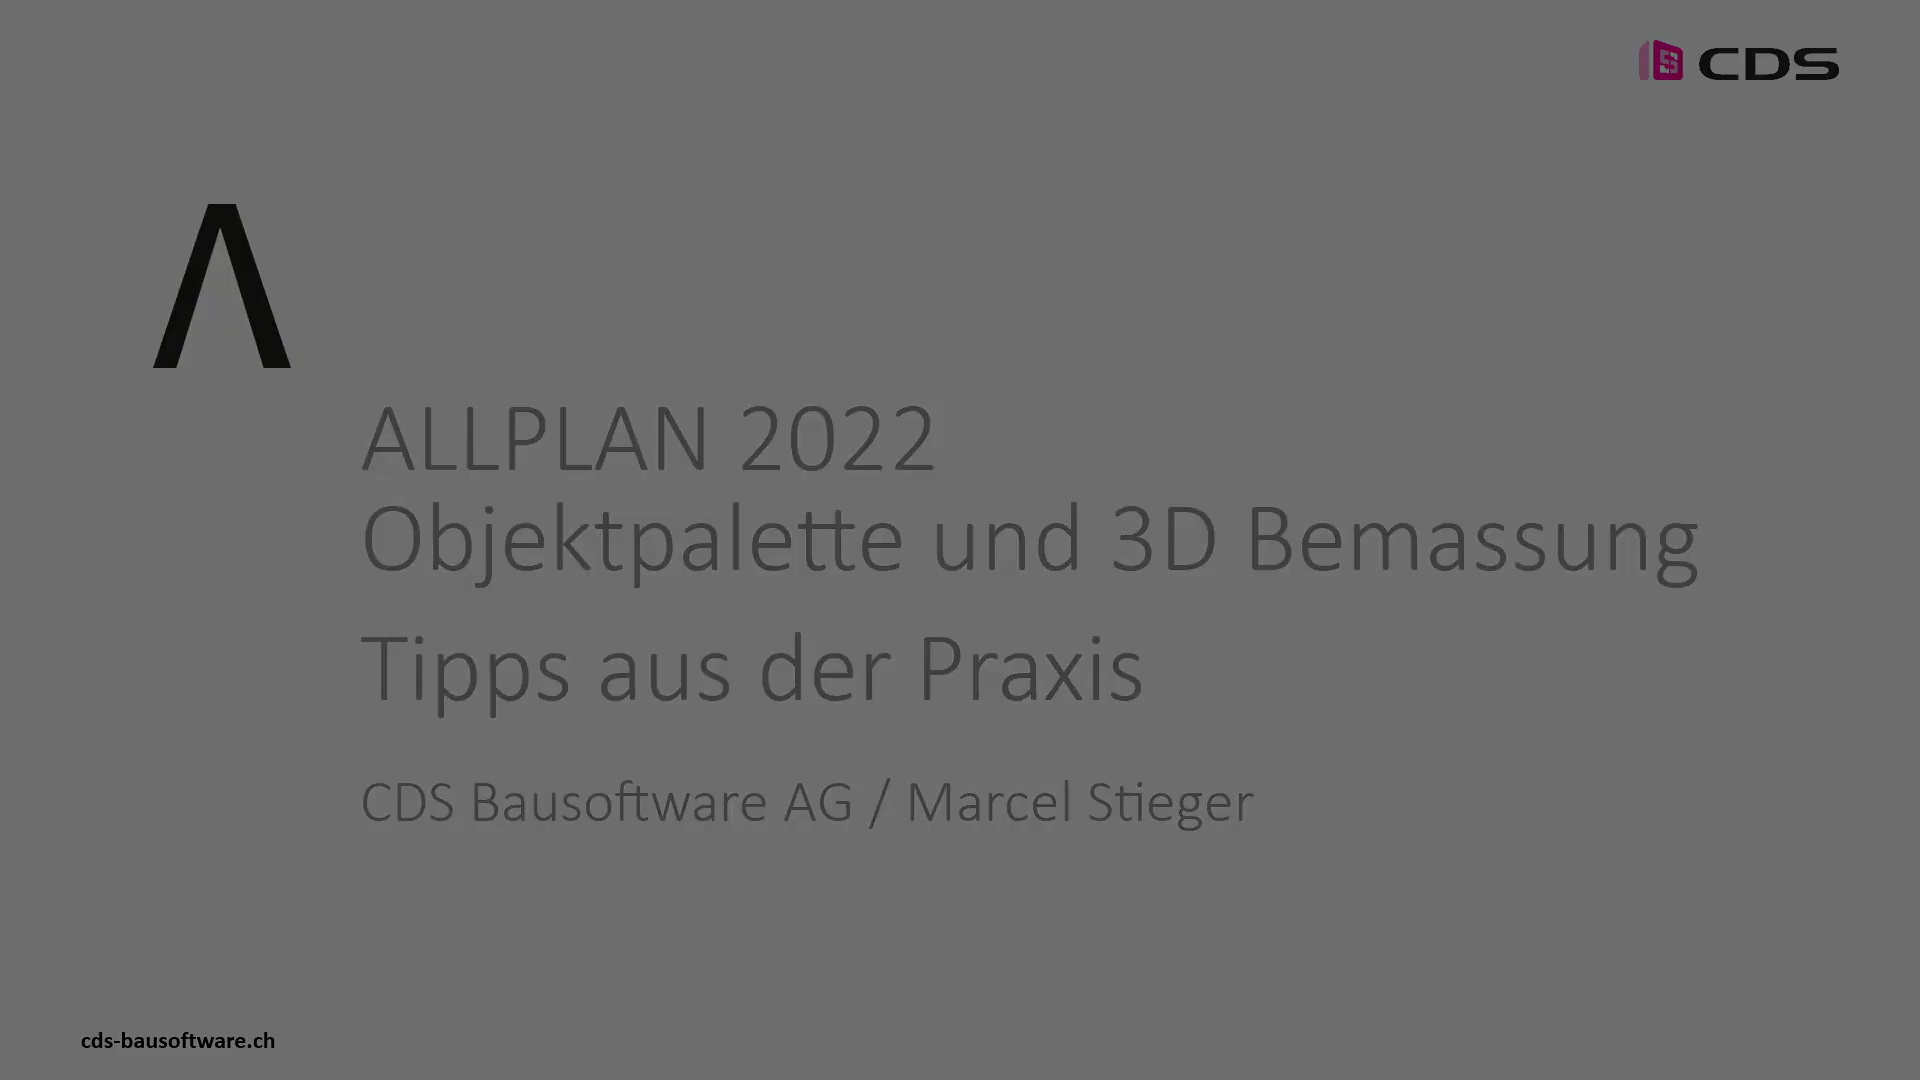 CDS
ALLPLAN 2022
Objektpalette und 3D Bemassung
Tipps aus der Praxis
CDS Bausoftware AG / Marcel Stieger
cds-bausoftware.ch